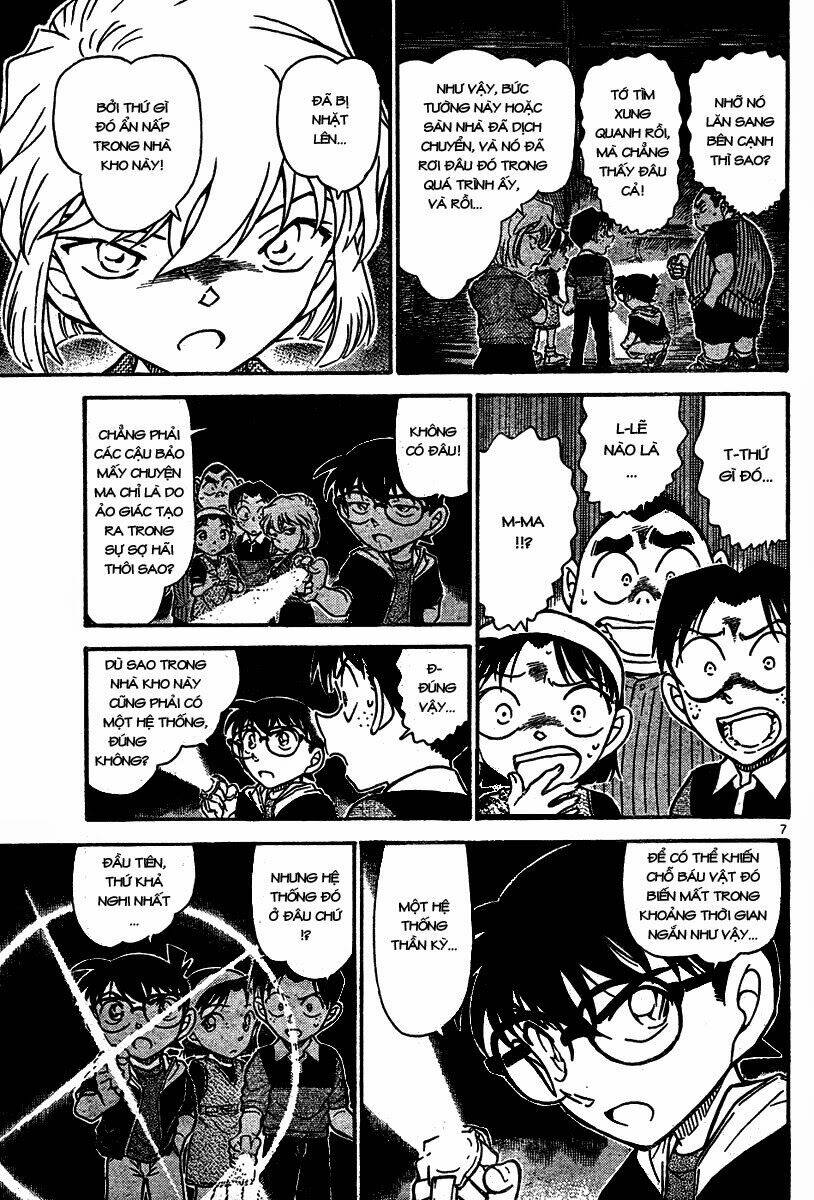 NHỠ NÓ
LĂN SANG
BÊN CẠNH
THÌ SAO?
TỚ TÌM
XUNG
QUANH RỒI,
MÀ CHẲNG
THẤY ĐÂU
CẢ!
NHƯ VẬY, BỨC
TƯỜNG NÀY HOẶC
SÀN NHÀ ĐÃ DỊCH
CHUYỂN, VÀ NÓ ĐÃ
RƠI ĐÂU ĐÓ TRONG
QUÁ TRÌNH ẤY,
VÀ RỒI...
ĐÃ BỊ
NHẶT
LÊN...
BỞI THỨ GÌ
ĐÓ ẨN NẤP
TRONG NHÀ
KHO NÀY!
T-THỨ
GÌ ĐÓ...
L-LẼ
NÀO LÀ
...
M-MA
!!?
KHÔNG
CÓ ĐÂU!
CHẲNG PHẢI
CÁC CẬU BẢO
MẤY CHUYỆN
MA CHỈ LÀ DO
ẢO GIÁC TẠO
RA TRONG
SỰ SỢ HÃI
THÔI SAO?
Đ-
ĐÚNG
VẬY...
DÙ SAO TRONG
NHÀ KHO NÀY
CŨNG PHẢI CÓ
MỘT HỆ THỐNG,
ĐÚNG
KHÔNG?
7
ĐỂ CÓ THỂ KHIẾN
CHỖ BÁU VẬT ĐÓ
BIẾN MẤT TRONG
KHOẢNG THỜI GIAN
NGẮN NHƯ VẬY...
MỘT HỆ
THỐNG
THẦN KỲ...
NHƯNG HỆ
THỐNG ĐÓ
Ở ĐÂU CHỨ
!?
ĐẦU TIÊN,
THỨ KHẢ
NGHI NHẤT
...